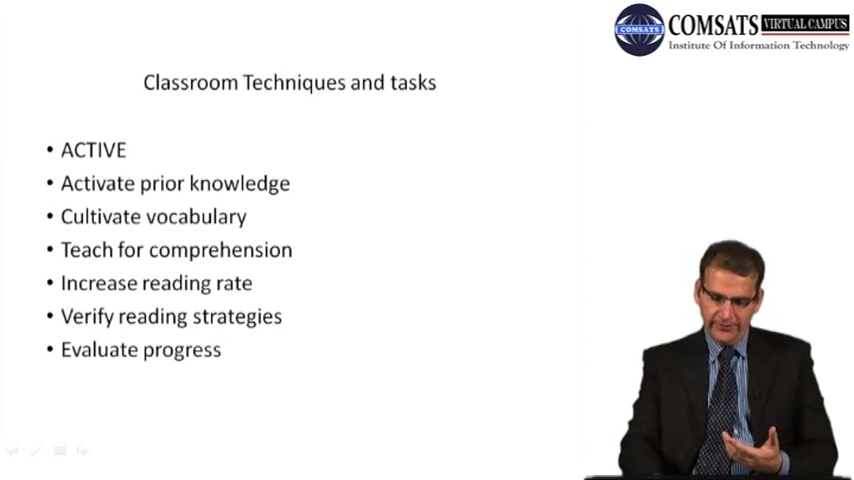 COMSATS VIRTUAL CAMPUS
COMSATS
Institute Of Information Technology
Classroom Techniques and tasks
• ACTIVE
• Activate prior knowledge
• Cultivate vocabulary
• Teach for comprehension
• Increase reading rate
• Verify reading strategies
• Evaluate progress